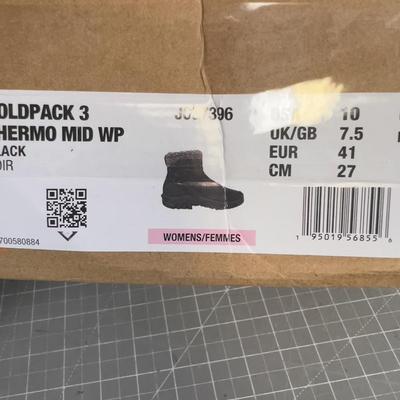 OLDPACK 3
HERMO MID WP
LACK
OIR
700580884
WOMENS/FEMMES
10
UK/GB 7.5
EUR 41
CM 27
1 95019 56855 6